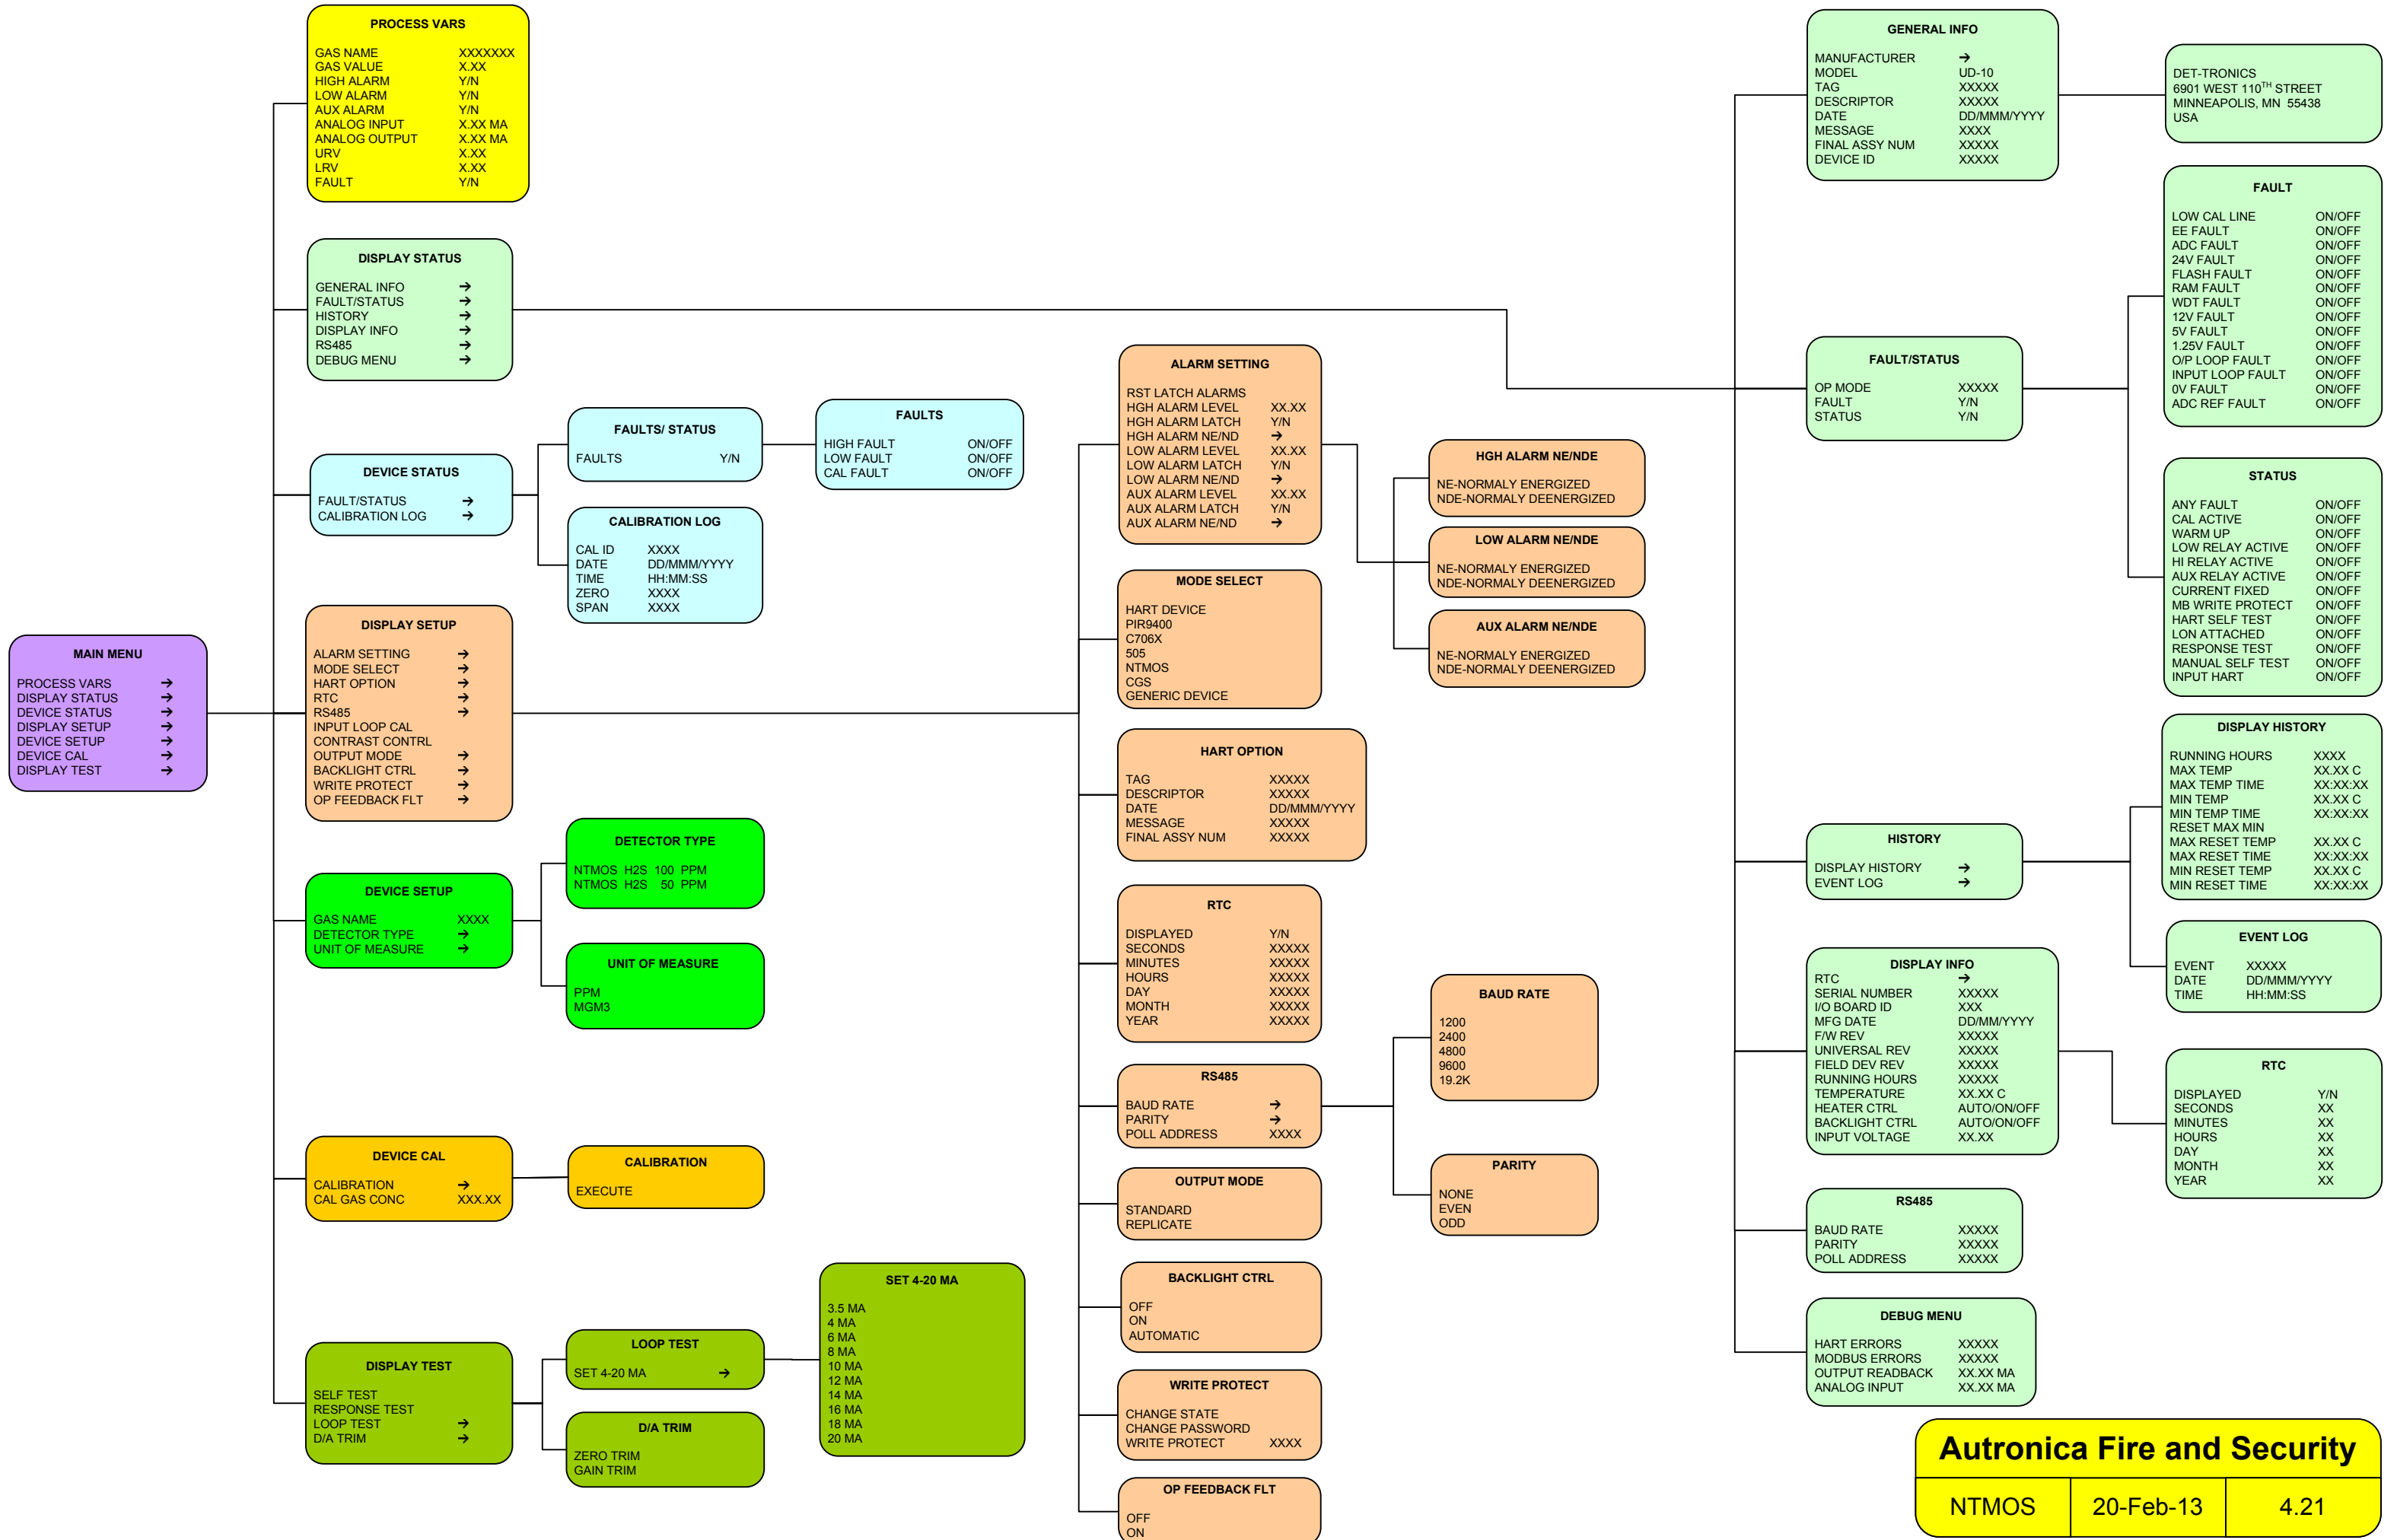 MAIN MENU
PROCESS VARS →
DISPLAY STATUS →
DEVICE STATUS →
DISPLAY SETUP →
DEVICE SETUP →
DEVICE CAL →
DISPLAY TEST →
PROCESS VARS
GAS NAME XXXXXXX
GAS VALUE X.XX
HIGH ALARM Y/N
LOW ALARM Y/N
AUX ALARM Y/N
ANALOG INPUT X.XX MA
ANALOG OUTPUT X.XX MA
URV X.XX
LRV X.XX
FAULT Y/N
DISPLAY STATUS
GENERAL INFO →
FAULT/STATUS →
HISTORY →
DISPLAY INFO →
RS485 →
DEBUG MENU →
DEVICE STATUS
FAULT/STATUS →
CALIBRATION LOG →
FAULTS/ STATUS
FAULTS Y/N
FAULTS
HIGH FAULT ON/OFF
LOW FAULT ON/OFF
CAL FAULT ON/OFF
CALIBRATION LOG
CAL ID XXXX
DATE DD/MMM/YYYY
TIME HH:MM:SS
ZERO XXXX
SPAN XXXX
DISPLAY SETUP
ALARM SETTING →
MODE SELECT →
HART OPTION →
RTC →
RS485 →
INPUT LOOP CAL
CONTRAST CONTRL
OUTPUT MODE →
BACKLIGHT CTRL →
WRITE PROTECT →
OP FEEDBACK FLT →
DEVICE SETUP
GAS NAME XXXX
DETECTOR TYPE →
UNIT OF MEASURE →
DETECTOR TYPE
NTMOS H2S 100 PPM
NTMOS H2S 50 PPM
UNIT OF MEASURE
PPM
MGM3
DEVICE CAL
CALIBRATION →
CAL GAS CONC XXX.XX
CALIBRATION
EXECUTE
DISPLAY TEST
SELF TEST
RESPONSE TEST
LOOP TEST →
D/A TRIM →
LOOP TEST
SET 4-20 MA →
D/A TRIM
ZERO TRIM
GAIN TRIM
SET 4-20 MA
3.5 MA
4 MA
6 MA
8 MA
10 MA
12 MA
14 MA
16 MA
18 MA
20 MA
ALARM SETTING
RST LATCH ALARMS
HGH ALARM LEVEL XX.XX
HGH ALARM LATCH Y/N
HGH ALARM NE/ND →
LOW ALARM LEVEL XX.XX
LOW ALARM LATCH Y/N
LOW ALARM NE/ND →
AUX ALARM LEVEL XX.XX
AUX ALARM LATCH Y/N
AUX ALARM NE/ND →
HGH ALARM NE/NDE
NE-NORMALY ENERGIZED
NDE-NORMALY DEENERGIZED
LOW ALARM NE/NDE
NE-NORMALY ENERGIZED
NDE-NORMALY DEENERGIZED
AUX ALARM NE/NDE
NE-NORMALY ENERGIZED
NDE-NORMALY DEENERGIZED
MODE SELECT
HART DEVICE
PIR9400
C706X
505
NTMOS
CGS
GENERIC DEVICE
HART OPTION
TAG XXXXX
DESCRIPTOR XXXXX
DATE DD/MMM/YYYY
MESSAGE XXXXX
FINAL ASSY NUM XXXXX
RTC
DISPLAYED Y/N
SECONDS XXXXX
MINUTES XXXXX
HOURS XXXXX
DAY XXXXX
MONTH XXXXX
YEAR XXXXX
RS485
BAUD RATE →
PARITY →
POLL ADDRESS XXXX
BAUD RATE
1200
2400
4800
9600
19.2K
PARITY
NONE
EVEN
ODD
OUTPUT MODE
STANDARD
REPLICATE
BACKLIGHT CTRL
OFF
ON
AUTOMATIC
WRITE PROTECT
CHANGE STATE
CHANGE PASSWORD
WRITE PROTECT XXXX
OP FEEDBACK FLT
OFF
ON
GENERAL INFO
MANUFACTURER →
MODEL UD-10
TAG XXXXX
DESCRIPTOR XXXXX
DATE DD/MMM/YYYY
MESSAGE XXXX
FINAL ASSY NUM XXXXX
DEVICE ID XXXXX
DET-TRONICS
6901 WEST 110TH STREET
MINNEAPOLIS, MN 55438
USA
FAULT/STATUS
OP MODE XXXXX
FAULT Y/N
STATUS Y/N
FAULT
LOW CAL LINE ON/OFF
EE FAULT ON/OFF
ADC FAULT ON/OFF
24V FAULT ON/OFF
FLASH FAULT ON/OFF
RAM FAULT ON/OFF
WDT FAULT ON/OFF
12V FAULT ON/OFF
5V FAULT ON/OFF
1.25V FAULT ON/OFF
O/P LOOP FAULT ON/OFF
INPUT LOOP FAULT ON/OFF
0V FAULT ON/OFF
ADC REF FAULT ON/OFF
STATUS
ANY FAULT ON/OFF
CAL ACTIVE ON/OFF
WARM UP ON/OFF
LOW RELAY ACTIVE ON/OFF
HI RELAY ACTIVE ON/OFF
AUX RELAY ACTIVE ON/OFF
CURRENT FIXED ON/OFF
MB WRITE PROTECT ON/OFF
HART SELF TEST ON/OFF
LON ATTACHED ON/OFF
RESPONSE TEST ON/OFF
MANUAL SELF TEST ON/OFF
INPUT HART ON/OFF
HISTORY
DISPLAY HISTORY →
EVENT LOG →
DISPLAY HISTORY
RUNNING HOURS XXXX
MAX TEMP XX.XX C
MAX TEMP TIME XX:XX:XX
MIN TEMP XX.XX C
MIN TEMP TIME XX:XX:XX
RESET MAX MIN
MAX RESET TEMP XX.XX C
MAX RESET TIME XX:XX:XX
MIN RESET TEMP XX.XX C
MIN RESET TIME XX:XX:XX
EVENT LOG
EVENT XXXXX
DATE DD/MMM/YYYY
TIME HH:MM:SS
DISPLAY INFO
RTC →
SERIAL NUMBER XXXXX
I/O BOARD ID XXX
MFG DATE DD/MM/YYYY
F/W REV XXXXX
UNIVERSAL REV XXXXX
FIELD DEV REV XXXXX
RUNNING HOURS XXXXX
TEMPERATURE XX.XX C
HEATER CTRL AUTO/ON/OFF
BACKLIGHT CTRL AUTO/ON/OFF
INPUT VOLTAGE XX.XX
RTC
DISPLAYED Y/N
SECONDS XX
MINUTES XX
HOURS XX
DAY XX
MONTH XX
YEAR XX
RS485
BAUD RATE XXXXX
PARITY XXXXX
POLL ADDRESS XXXXX
DEBUG MENU
HART ERRORS XXXXX
MODBUS ERRORS XXXXX
OUTPUT READBACK XX.XX MA
ANALOG INPUT XX.XX MA
Autronica Fire and Security
NTMOS 20-Feb-13 4.21